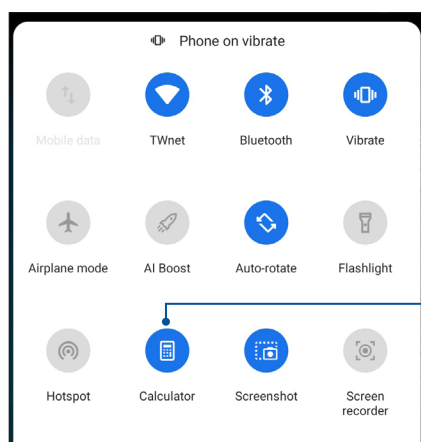 Phone on vibrate
Mobile data TWnet Bluetooth Vibrate
Airplane mode AI Boost Auto-rotate Flashlight
Hotspot Calculator Screenshot Screen
recorder